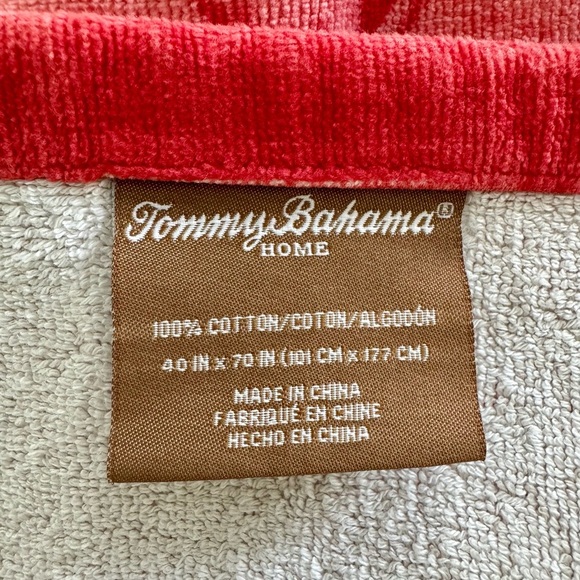 Tommy Bahama®
HOME
100% COTTON/COTON/ALGODÓN
40 IN x 70 IN (101 CM x 177 CM)
MADE IN CHINA
FABRIQUÉ EN CHINE
HECHO EN CHINA